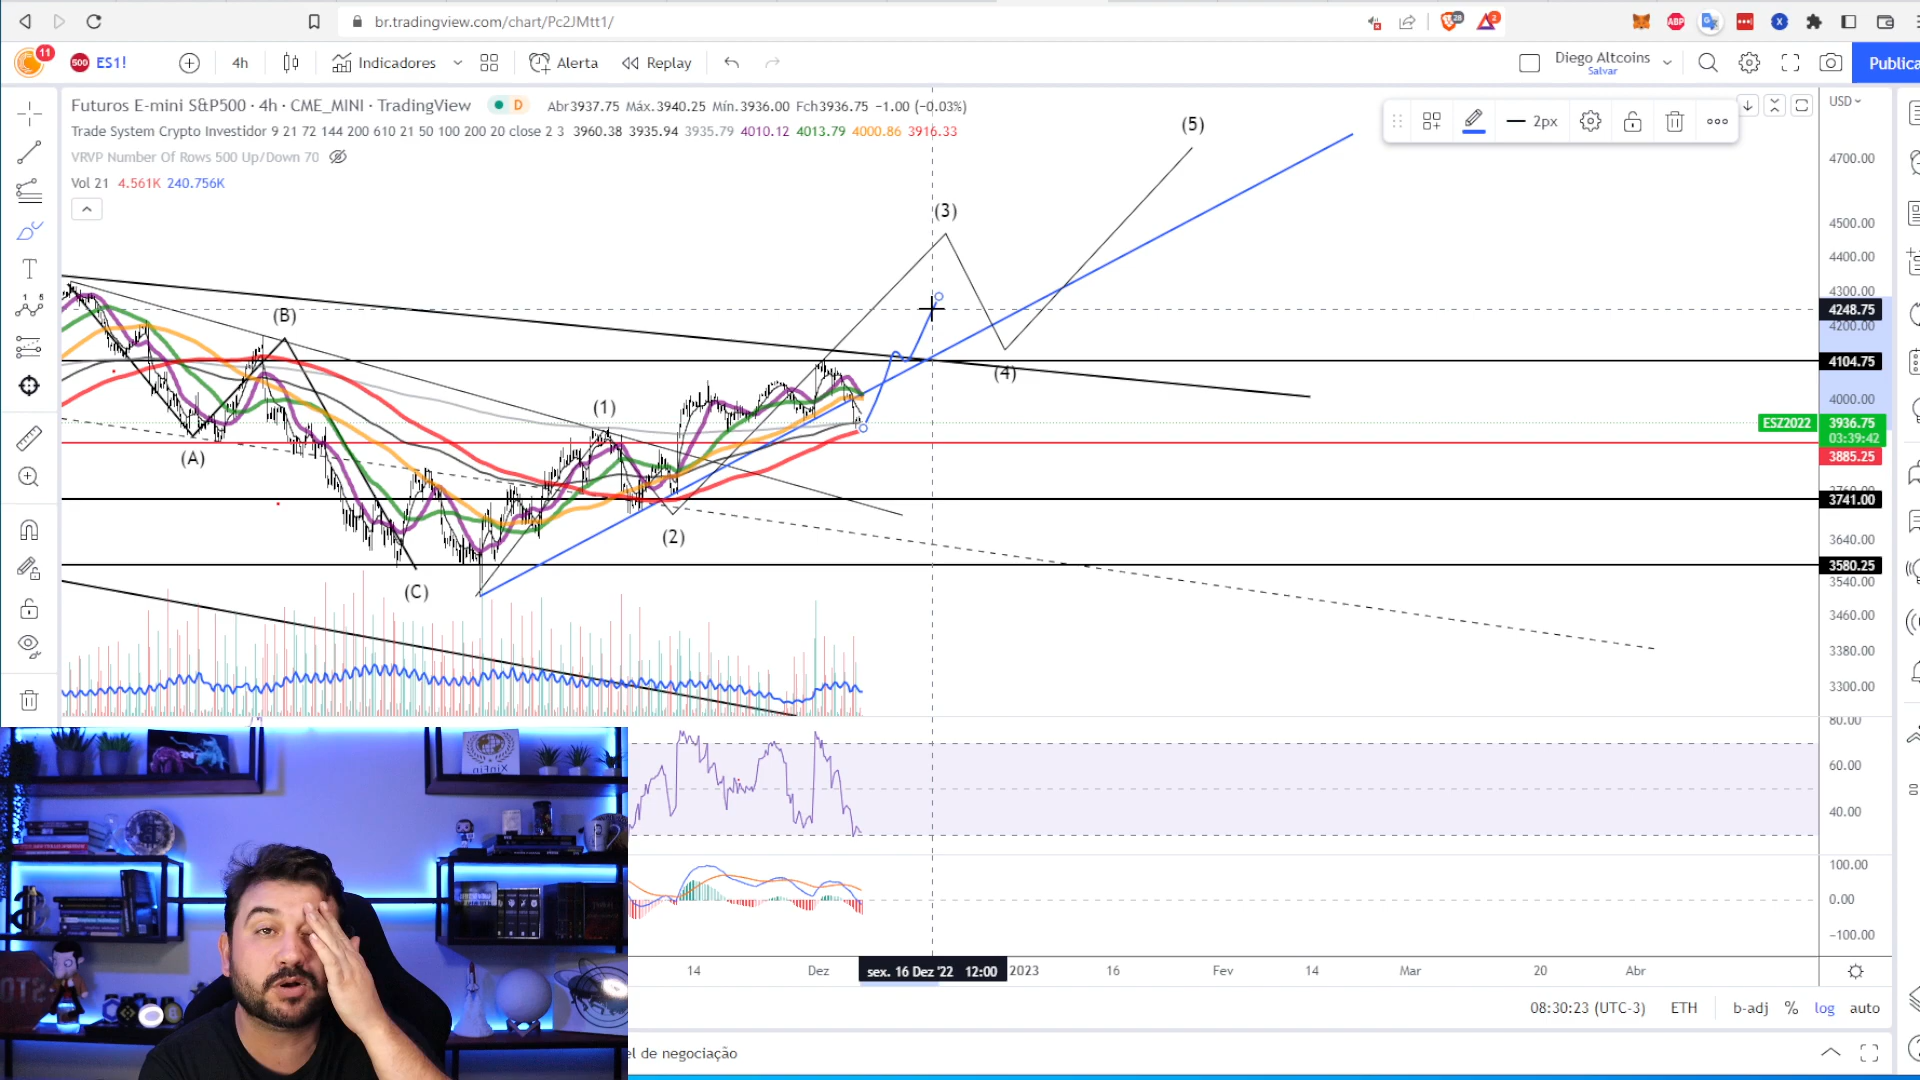 br.tradingview.com/chart/Pc2JMtt1/
28
2
ABP
X
11
500 ES1!
4h
Indicadores
Alerta
Replay
Diego Altcoins
Salvar
Publica
Futuros E-mini S&P500 · 4h · CME_MINI · TradingView
D
Abr3937.75 Máx.3940.25 Mín.3936.00 Fch3936.75 −1.00 (−0.03%)
USD
2px
Trade System Crypto Investidor 9 21 72 144 200 610 21 50 100 200 20 close 2 3 3960.38 3935.94 3935.79 4010.12 4013.79 4000.86 3916.33
VRVP Number Of Rows 500 Up/Down 70
Vol 21 4.561K 240.756K
(5)
4700.00
(3)
4500.00
4400.00
4300.00
4248.75
(B)
4200.00
4104.75
(4)
4000.00
(1)
ESZ2022 3936.75
03:39:42
(A)
3885.25
3741.00
(2)
3640.00
3580.25
3540.00
(C)
3460.00
3380.00
3300.00
80.00
60.00
40.00
100.00
0.00
−100.00
XinFin
14
Dez
sex. 16 Dez '22 12:00
2023
16
Fev
14
Mar
20
Abr
08:30:23 (UTC-3)
ETH
b-adj
%
log
auto
el de negociação